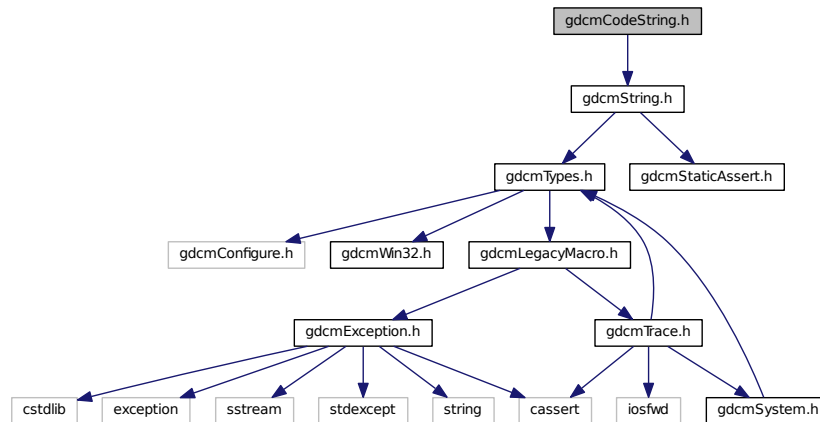 gdcmCodeString.h
gdcmString.h
gdcmTypes.h
gdcmStaticAssert.h
gdcmConfigure.h
gdcmWin32.h
gdcmLegacyMacro.h
gdcmException.h
gdcmTrace.h
cstdlib
exception
sstream
stdexcept
string
cassert
iosfwd
gdcmSystem.h